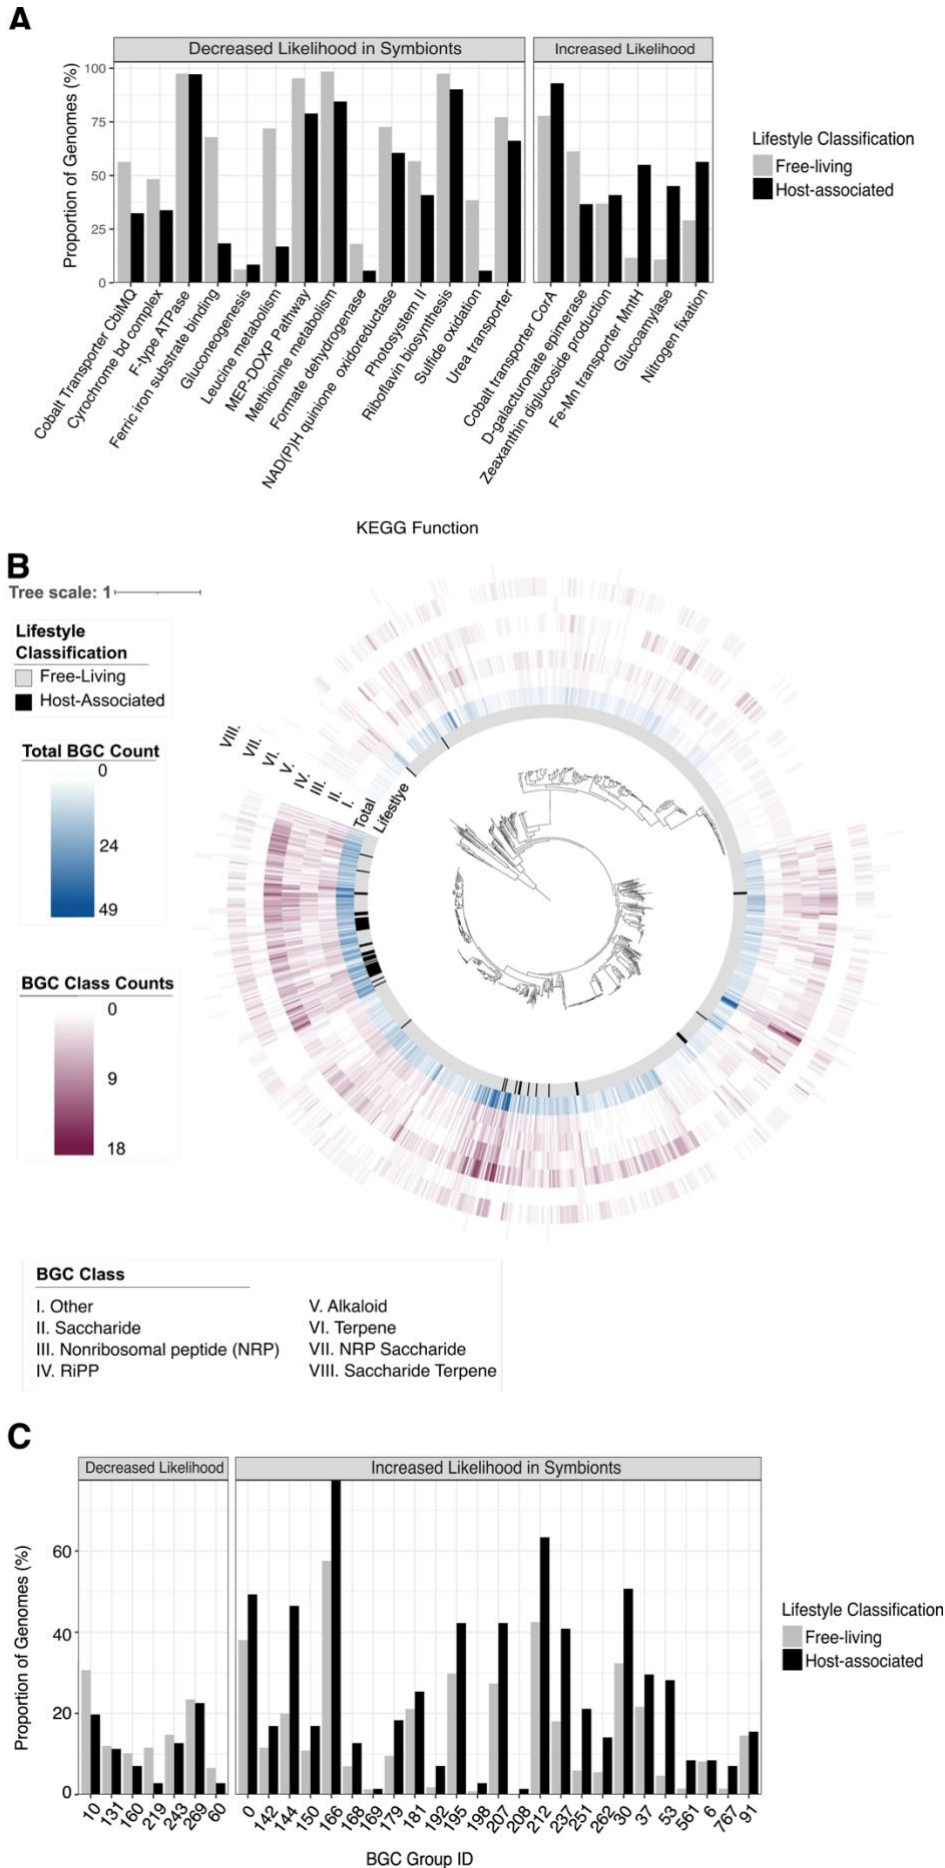 A
Decreased Likelihood in Symbionts
Increased Likelihood
Proportion of Genomes (%)
100
75
50
25
0
Cobalt Transporter CbiMQ
Cyrochrome bd complex
F-type ATPase
Ferric iron substrate binding
Gluconeogenesis
Leucine metabolism
MEP-DOXP Pathway
Methionine metabolism
Formate dehydrogenase
NAD(P)H quinione oxidoreductase
Photosystem II
Riboflavin biosynthesis
Sulfide oxidation
Urea transporter
Cobalt transporter CorA
D-galacturonate epimerase
Zeaxanthin diglucoside production
Fe-Mn transporter MntH
Glucoamylase
Nitrogen fixation
KEGG Function
Lifestyle Classification
Free-living
Host-associated
B
Tree scale: 1
Lifestyle
Classification
Free-Living
Host-Associated
Total BGC Count
0
24
49
BGC Class Counts
0
9
18
VIII.
VII.
VI.
V.
IV.
III.
II.
I.
Total
Lifestlye
BGC Class
I. Other
II. Saccharide
III. Nonribosomal peptide (NRP)
IV. RiPP
V. Alkaloid
VI. Terpene
VII. NRP Saccharide
VIII. Saccharide Terpene
C
Decreased Likelihood
Increased Likelihood in Symbionts
Proportion of Genomes (%)
60
40
20
0
10
131
160
219
243
269
60
0
142
144
150
166
168
169
179
181
192
195
198
207
208
212
237
251
262
30
37
53
561
6
767
91
BGC Group ID
Lifestyle Classification
Free-living
Host-associated